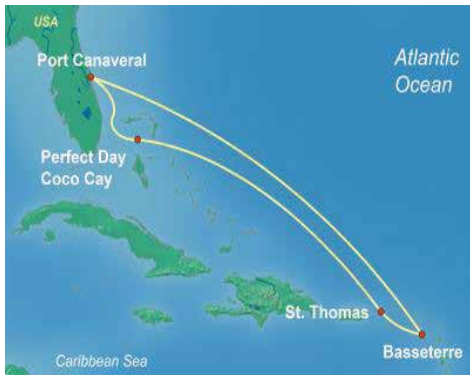 USA
Port Canaveral
Atlantic
Ocean
Perfect Day
Coco Cay
St. Thomas
Basseterre
Caribbean Sea